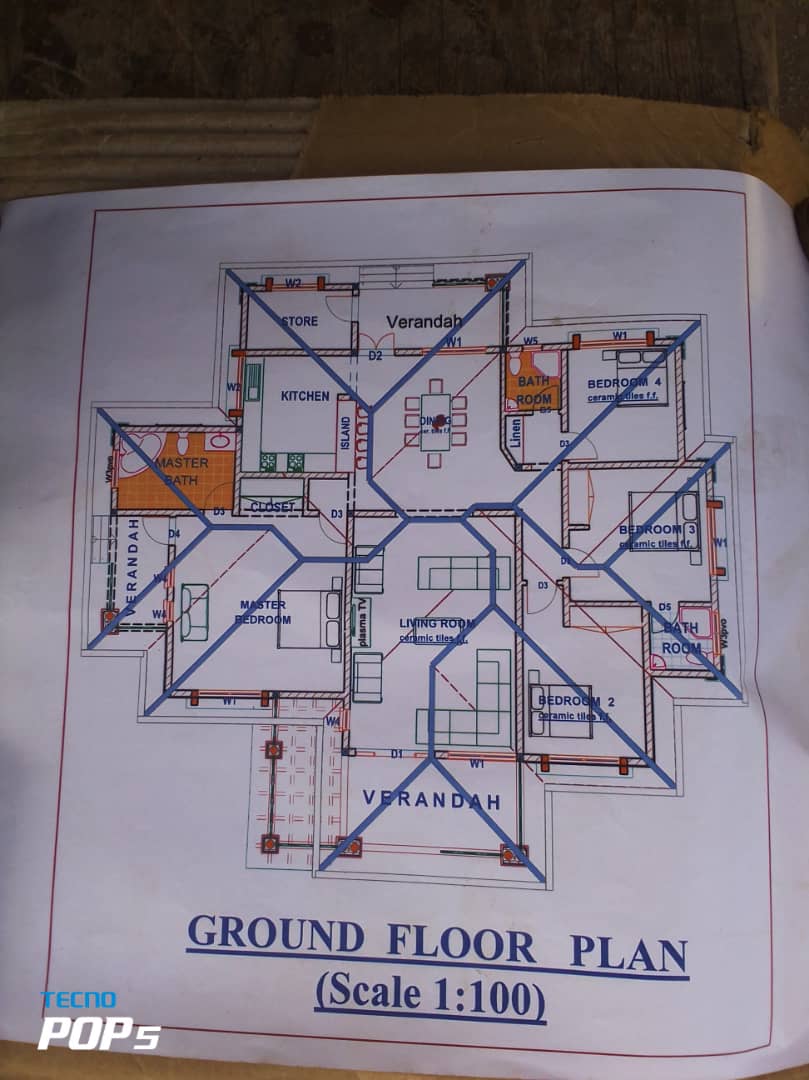 W2
STORE
Verandah
W5
W1
D2
W1
W2
KITCHEN
BATH
ROOM
D5
BEDROOM 4
ceramic tiles f.f.
ISLAND
DINING
Linen
D3
MASTER
BATH
W3pvo
D3
CLOSET
D3
BEDROOM 3
ceramic tiles f.f.
W1
VERANDAH
D4
W4
D3
D5
MASTER
BEDROOM
plasma TV
LIVING ROOM
ceramic tiles f.f.
BATH
ROOM
W3pvo
W1
W4
BEDROOM 2
ceramic tiles f.f.
D1
W1
VERANDAH
GROUND FLOOR PLAN
(Scale 1:100)
TECNO
POP5